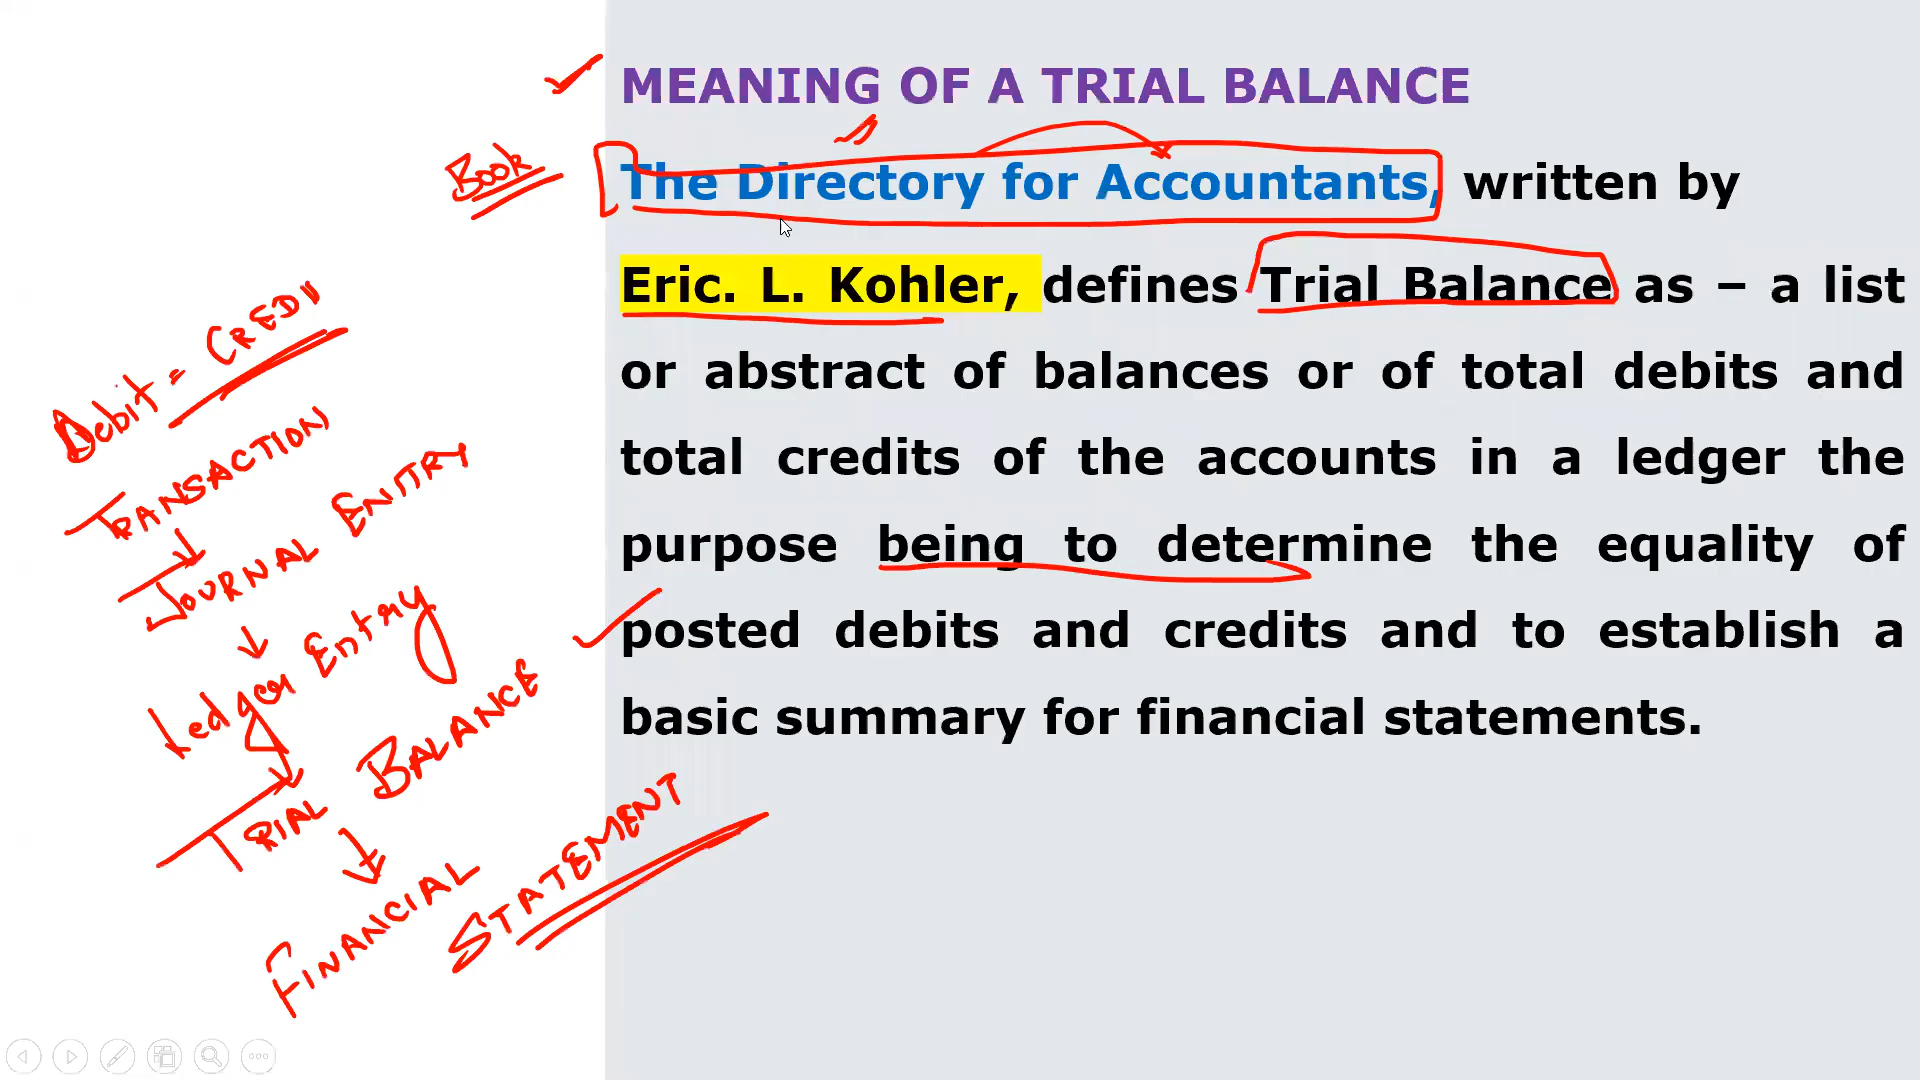 MEANING OF A TRIAL BALANCE
Book
The Directory for Accountants, written by
Eric. L. Kohler, defines Trial Balance as – a list
or abstract of balances or of total debits and
total credits of the accounts in a ledger the
purpose being to determine the equality of
posted debits and credits and to establish a
basic summary for financial statements.
Debit = CREDI
TRANSACTION
JOURNAL ENTRY
Ledger Entry
TRIAL BALANCE
FINANCIAL STATEMENT